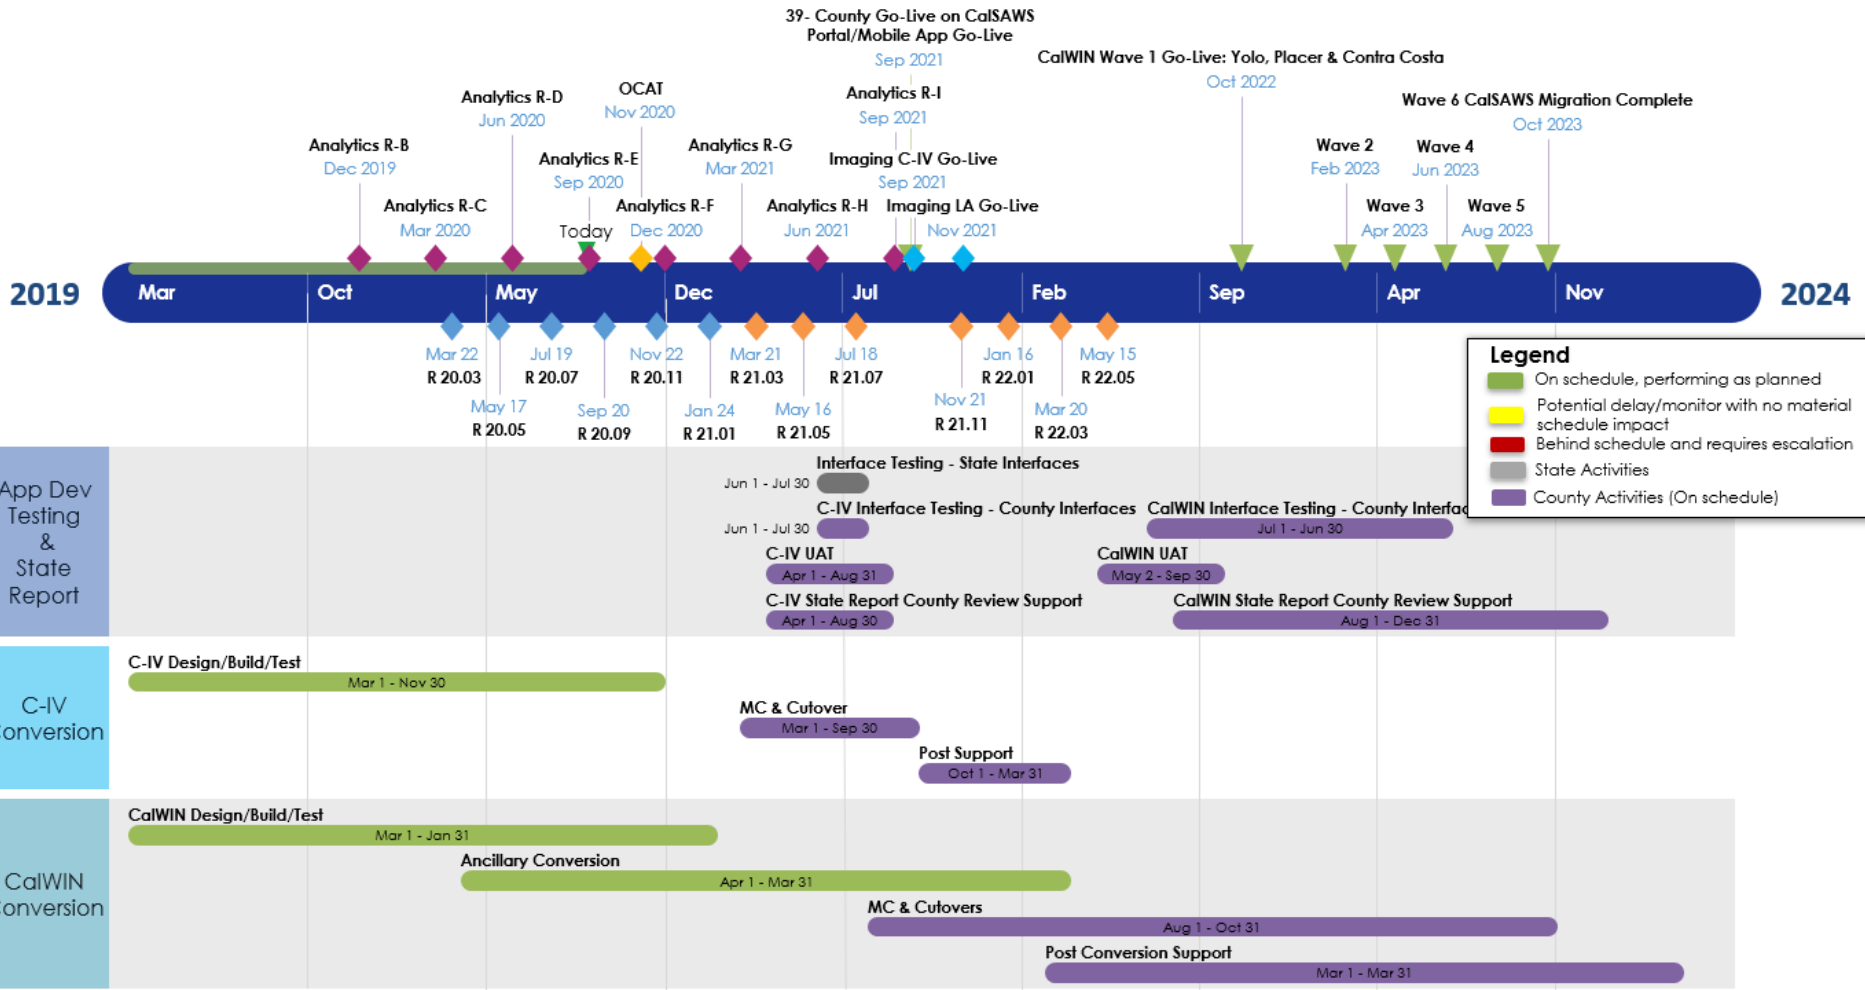 39- County Go-Live on CalSAWS
Portal/Mobile App Go-Live
Sep 2021
CalWIN Wave 1 Go-Live: Yolo, Placer & Contra Costa
Oct 2022
OCAT
Nov 2020
Analytics R-D
Jun 2020
Analytics R-I
Sep 2021
Wave 6 CalSAWS Migration Complete
Oct 2023
Analytics R-B
Dec 2019
Analytics R-E
Sep 2020
Analytics R-G
Mar 2021
Imaging C-IV Go-Live
Sep 2021
Wave 2
Feb 2023
Wave 4
Jun 2023
Analytics R-C
Mar 2020
Today
Analytics R-F
Dec 2020
Analytics R-H
Jun 2021
Imaging LA Go-Live
Nov 2021
Wave 3
Apr 2023
Wave 5
Aug 2023
2019
Mar
Oct
May
Dec
Jul
Feb
Sep
Apr
Nov
2024
Mar 22
R 20.03
Jul 19
R 20.07
Nov 22
R 20.11
Mar 21
R 21.03
Jul 18
R 21.07
Jan 16
R 22.01
May 15
R 22.05
May 17
R 20.05
Sep 20
R 20.09
Jan 24
R 21.01
May 16
R 21.05
Nov 21
R 21.11
Mar 20
R 22.03
Legend
On schedule, performing as planned
Potential delay/monitor with no material
schedule impact
Behind schedule and requires escalation
State Activities
County Activities (On schedule)
App Dev
Testing
&
State
Report
Interface Testing - State Interfaces
Jun 1 - Jul 30
C-IV Interface Testing - County Interfaces
Jun 1 - Jul 30
CalWIN Interface Testing - County Interfac
Jul 1 - Jun 30
C-IV UAT
Apr 1 - Aug 31
CalWIN UAT
May 2 - Sep 30
C-IV State Report County Review Support
Apr 1 - Aug 30
CalWIN State Report County Review Support
Aug 1 - Dec 31
C-IV
onversion
C-IV Design/Build/Test
Mar 1 - Nov 30
MC & Cutover
Mar 1 - Sep 30
Post Support
Oct 1 - Mar 31
CalWIN
onversion
CalWIN Design/Build/Test
Mar 1 - Jan 31
Ancillary Conversion
Apr 1 - Mar 31
MC & Cutovers
Aug 1 - Oct 31
Post Conversion Support
Mar 1 - Mar 31